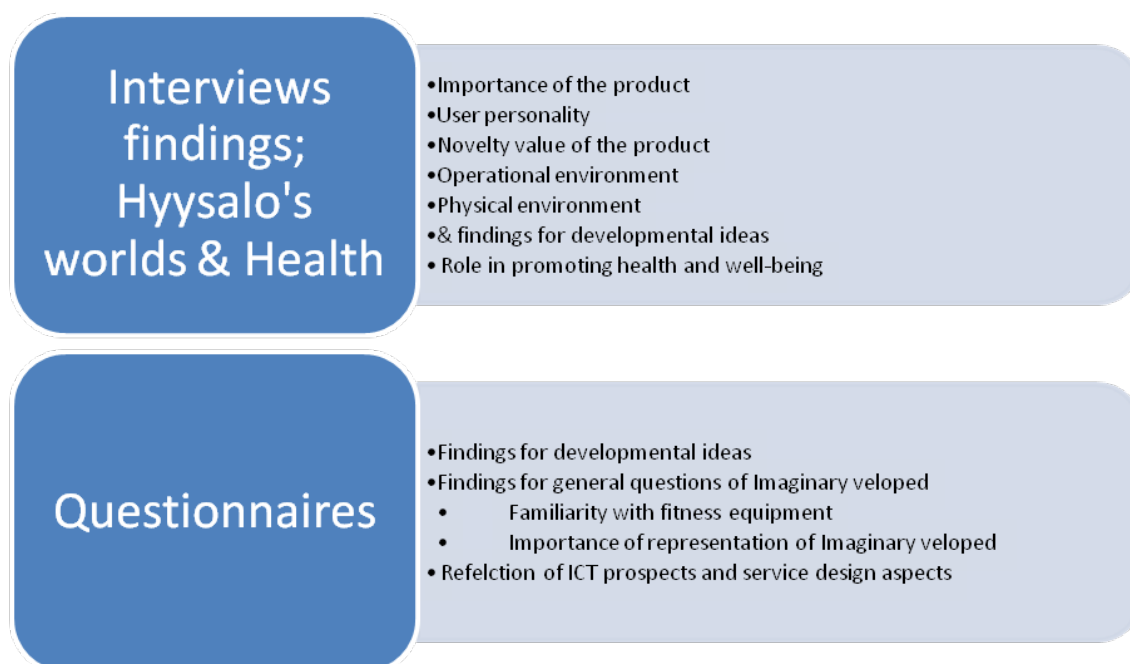 Interviews
findings;
Hyysalo's
worlds & Health
•Importance of the product
•User personality
•Novelty value of the product
•Operational environment
•Physical environment
•& findings for developmental ideas
• Role in promoting health and well-being
Questionnaires
•Findings for developmental ideas
•Findings for general questions of Imaginary veloped
• Familiarity with fitness equipment
• Importance of representation of Imaginary veloped
• Refelction of ICT prospects and service design aspects